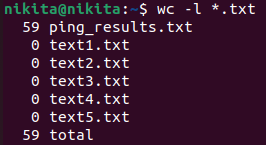 nikita@nikita:~$ wc -l *.txt
59 ping_results.txt
0 text1.txt
0 text2.txt
0 text3.txt
0 text4.txt
0 text5.txt
59 total